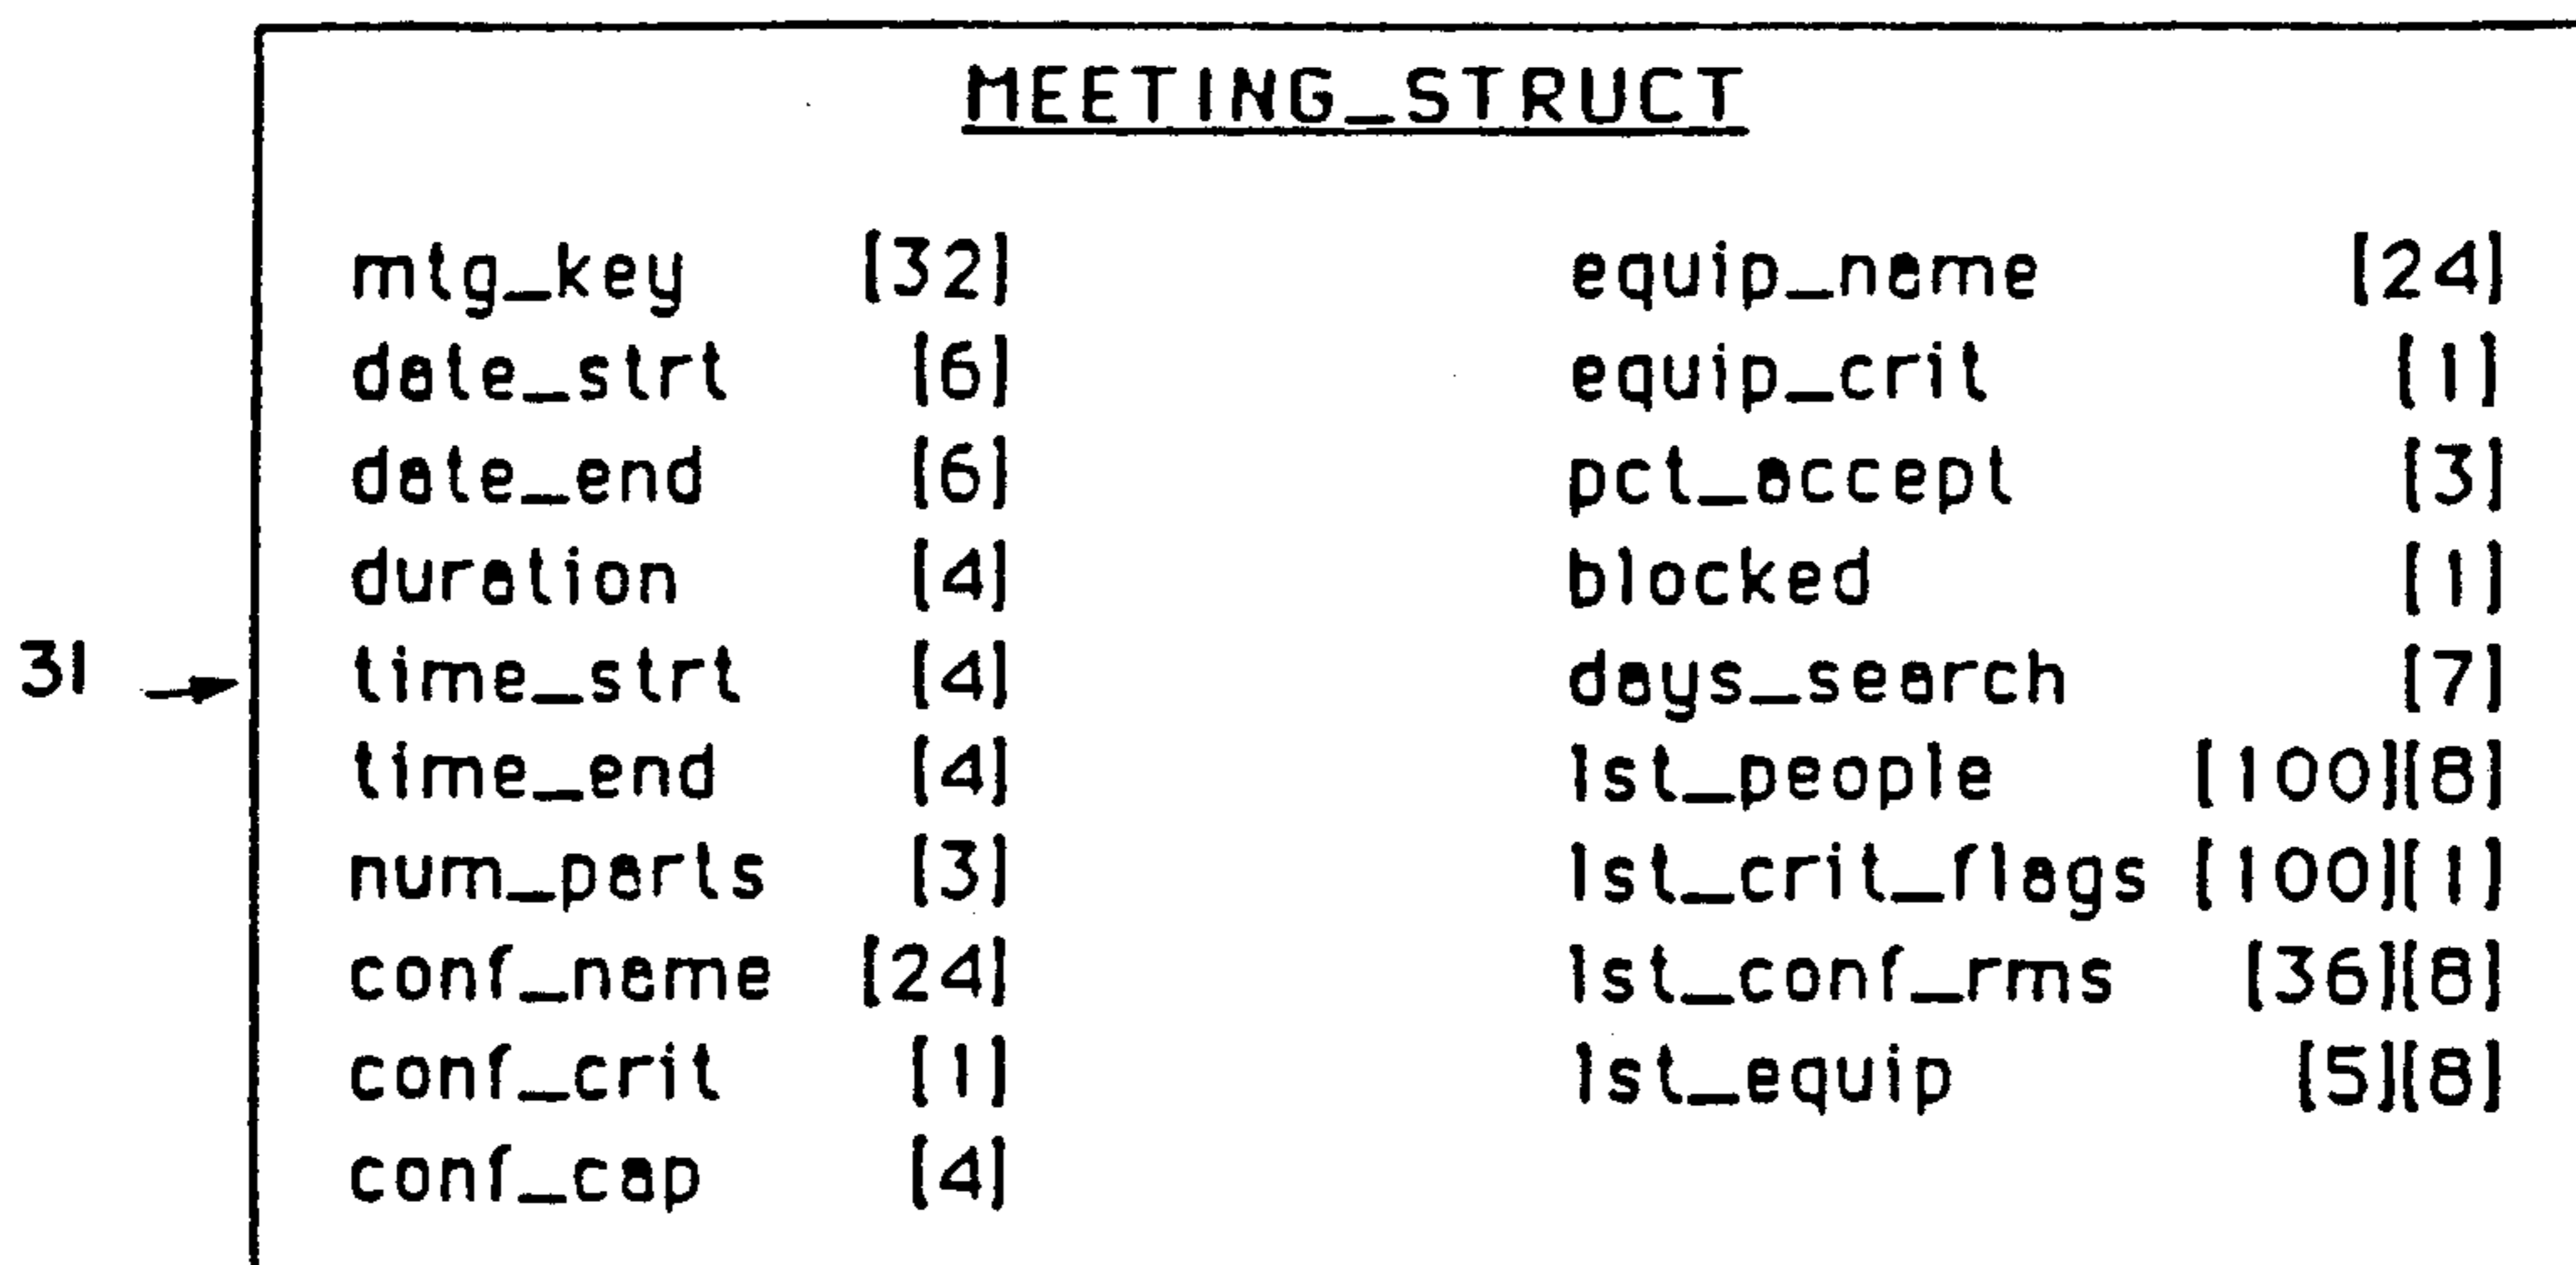 MEETING_STRUCT
mtg_key [32]
date_strt [6]
date_end [6]
duration [4]
31 time_strt [4]
time_end [4]
num_parts [3]
conf_name [24]
conf_crit [1]
conf_cap [4]
equip_name [24]
equip_crit [1]
pct_accept [3]
blocked [1]
days_search [7]
lst_people [100][8]
lst_crit_flags [100][1]
lst_conf_rms [36][8]
lst_equip [5][8]